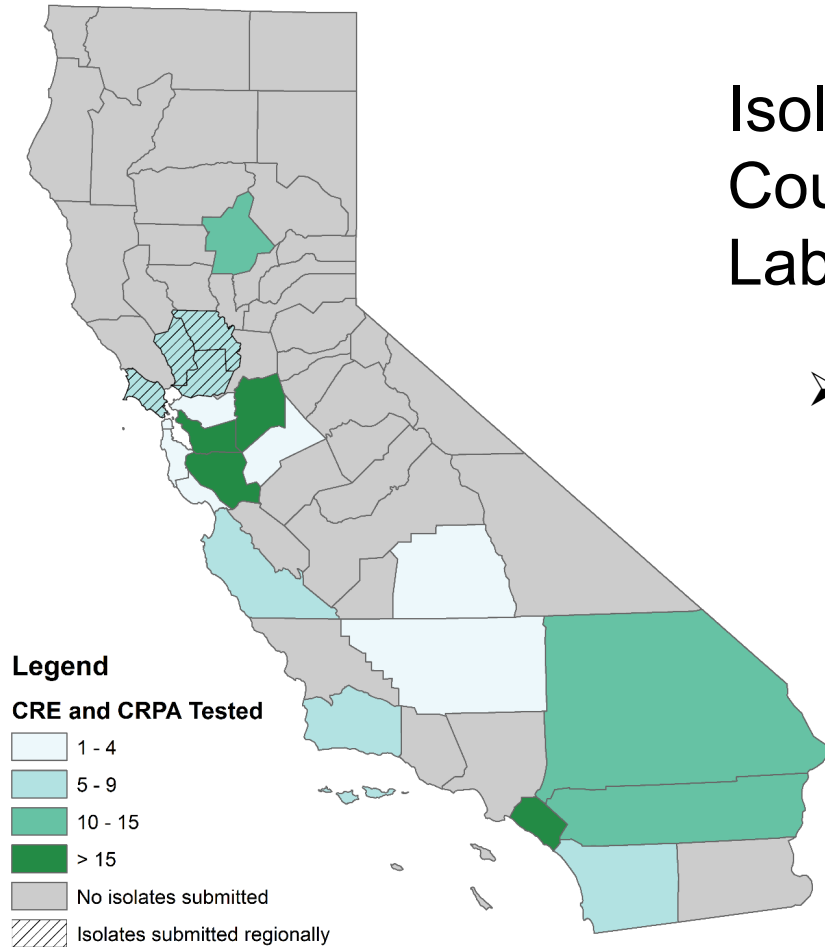 Isol
Cou
Lab
➢
Legend
CRE and CRPA Tested
1 - 4
5 - 9
10 - 15
> 15
No isolates submitted
Isolates submitted regionally